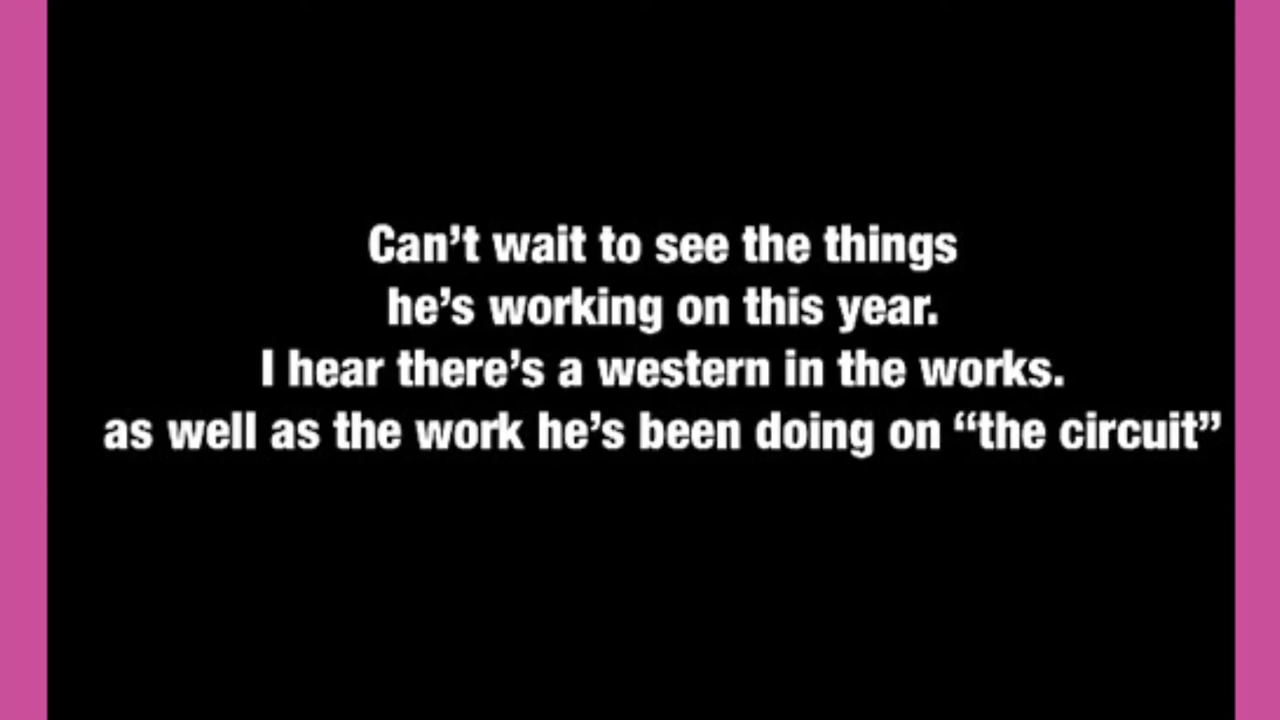 Can’t wait to see the things
he’s working on this year.
I hear there’s a western in the works.
as well as the work he’s been doing on “the circuit”